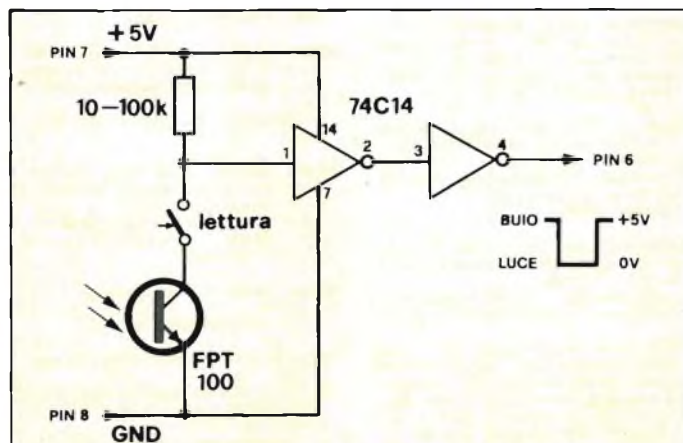 +5V
PIN 7
10-100k
74C14
14
1
2
3
4
PIN 6
7
lettura
BUIO
+5V
LUCE
0V
FPT
100
PIN 8
GND